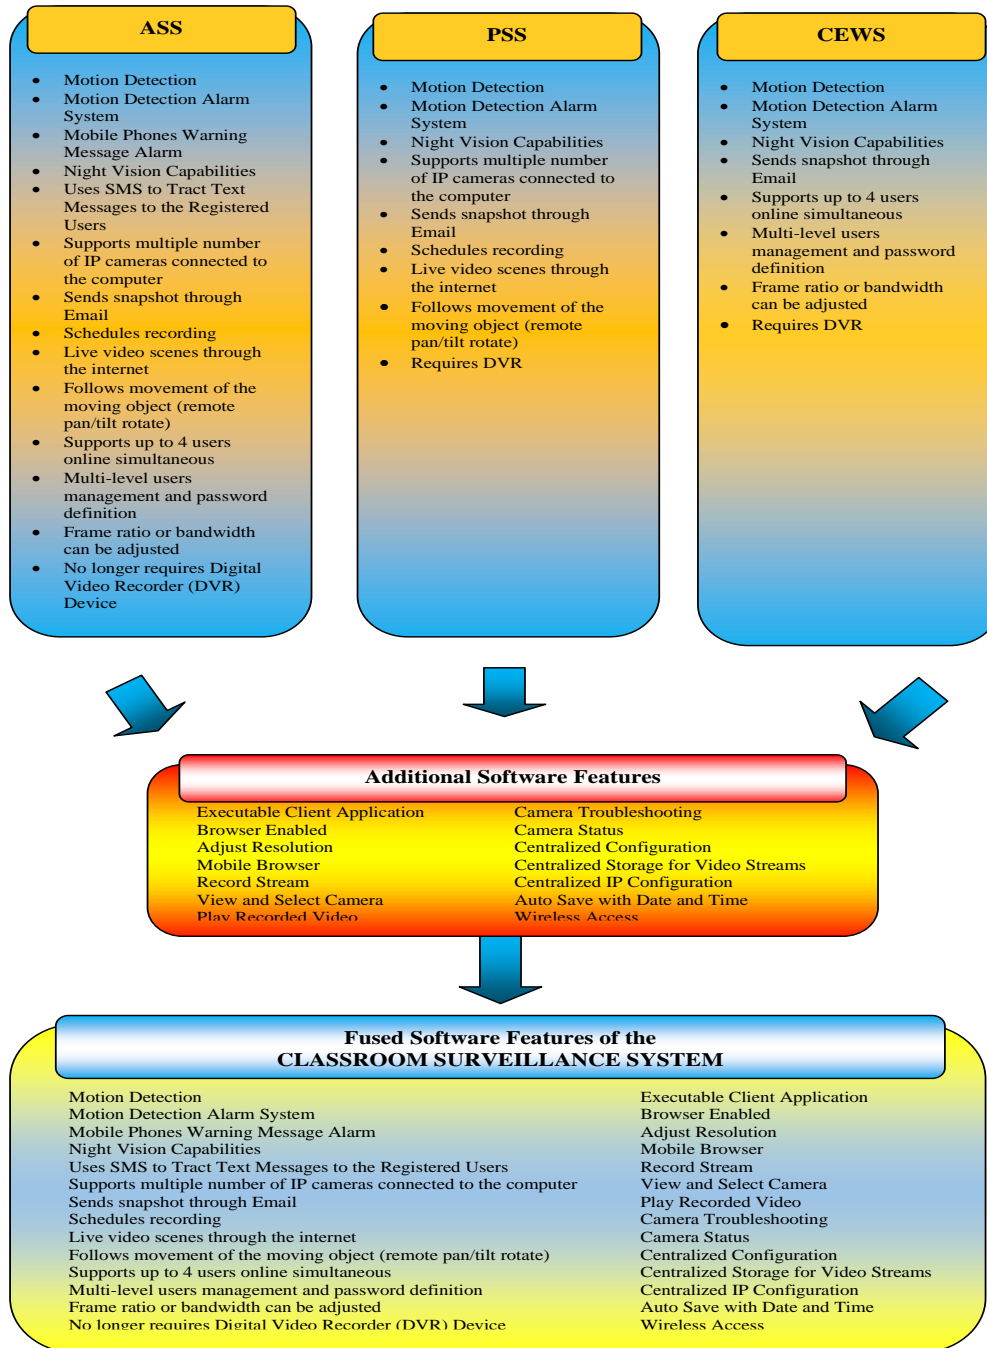 ASS
• Motion Detection
• Motion Detection Alarm
System
• Mobile Phones Warning
Message Alarm
• Night Vision Capabilities
• Uses SMS to Tract Text
Messages to the Registered
Users
• Supports multiple number
of IP cameras connected to
the computer
• Sends snapshot through
Email
• Schedules recording
• Live video scenes through
the internet
• Follows movement of the
moving object (remote
pan/tilt rotate)
• Supports up to 4 users
online simultaneous
• Multi-level users
management and password
definition
• Frame ratio or bandwidth
can be adjusted
• No longer requires Digital
Video Recorder (DVR)
Device
PSS
• Motion Detection
• Motion Detection Alarm
System
• Night Vision Capabilities
• Supports multiple number
of IP cameras connected to
the computer
• Sends snapshot through
Email
• Schedules recording
• Live video scenes through
the internet
• Follows movement of the
moving object (remote
pan/tilt rotate)
• Requires DVR
CEWS
• Motion Detection
• Motion Detection Alarm
System
• Night Vision Capabilities
• Sends snapshot through
Email
• Supports up to 4 users
online simultaneous
• Multi-level users
management and password
definition
• Frame ratio or bandwidth
can be adjusted
• Requires DVR
Additional Software Features
Executable Client Application
Browser Enabled
Adjust Resolution
Mobile Browser
Record Stream
View and Select Camera
Play Recorded Video
Camera Troubleshooting
Camera Status
Centralized Configuration
Centralized Storage for Video Streams
Centralized IP Configuration
Auto Save with Date and Time
Wireless Access
Fused Software Features of the
CLASSROOM SURVEILLANCE SYSTEM
Motion Detection
Motion Detection Alarm System
Mobile Phones Warning Message Alarm
Night Vision Capabilities
Uses SMS to Tract Text Messages to the Registered Users
Supports multiple number of IP cameras connected to the computer
Sends snapshot through Email
Schedules recording
Live video scenes through the internet
Follows movement of the moving object (remote pan/tilt rotate)
Supports up to 4 users online simultaneous
Multi-level users management and password definition
Frame ratio or bandwidth can be adjusted
No longer requires Digital Video Recorder (DVR) Device
Executable Client Application
Browser Enabled
Adjust Resolution
Mobile Browser
Record Stream
View and Select Camera
Play Recorded Video
Camera Troubleshooting
Camera Status
Centralized Configuration
Centralized Storage for Video Streams
Centralized IP Configuration
Auto Save with Date and Time
Wireless Access